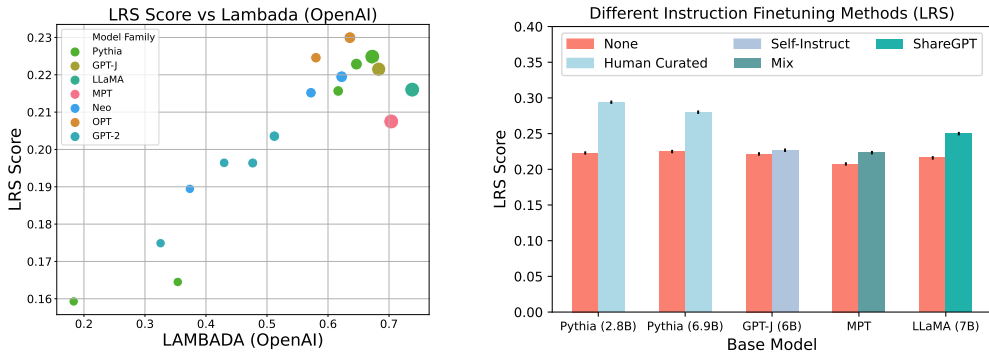 LRS Score vs Lambada (OpenAI)
LRS Score
0.23
0.22
0.21
0.20
0.19
0.18
0.17
0.16
Model Family
Pythia
GPT-J
LLaMA
MPT
Neo
OPT
GPT-2
0.2 0.3 0.4 0.5 0.6 0.7
LAMBADA (OpenAI)
Different Instruction Finetuning Methods (LRS)
LRS Score
0.40
0.35
0.30
0.25
0.20
0.15
0.10
0.05
0.00
None Self-Instruct ShareGPT
Human Curated Mix
Pythia (2.8B) Pythia (6.9B) GPT-J (6B) MPT LLaMA (7B)
Base Model